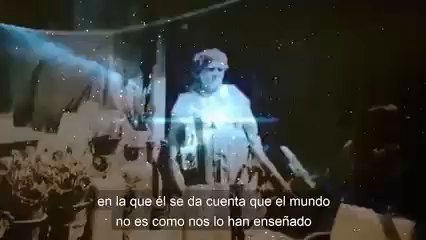 en la que él se da cuenta que el mundo
no es como nos lo han enseñado